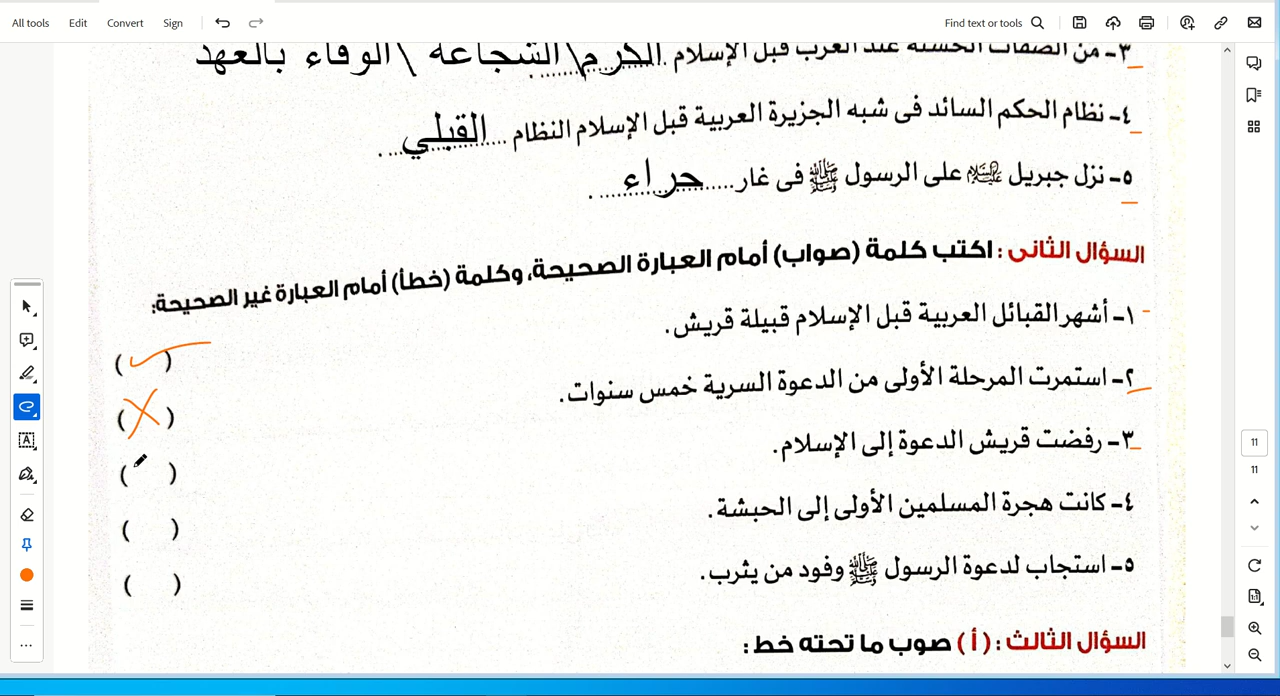 All tools Edit Convert Sign Find text or tools
٣- من الصفات الحسنة عند العرب قبل الإسلام .الكرم\الشجاعة \الوفاء بالعهد
٤- نظام الحكم السائد فى شبه الجزيرة العربية قبل الإسلام النظام ....القبلي.... .
٥- نزل جبريل عليه السلام على الرسول ﷺ فى غار .....حراء..... .
السؤال الثانى : اكتب كلمة (صواب) أمام العبارة الصحيحة، وكلمة (خطأ) أمام العبارة غير الصحيحة:
١- أشهر القبائل العربية قبل الإسلام قبيلة قريش.
(✓)
٢- استمرت المرحلة الأولى من الدعوة السرية خمس سنوات.
(X)
٣- رفضت قريش الدعوة إلى الإسلام.
( )
٤- كانت هجرة المسلمين الأولى إلى الحبشة.
( )
٥- استجاب لدعوة الرسول ﷺ وفود من يثرب.
( )
السؤال الثالث : ( أ ) صوب ما تحته خط :
11
11